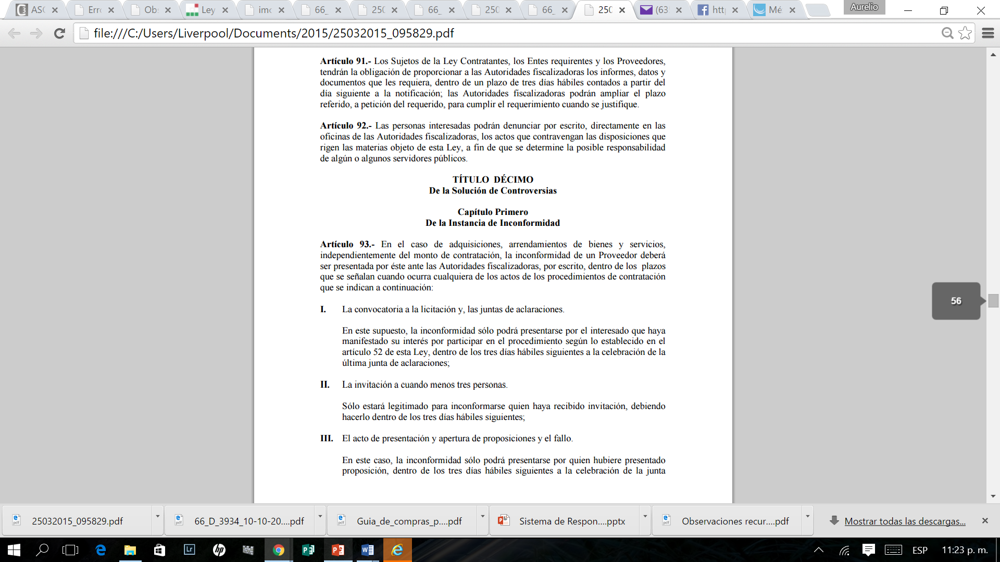 ASC
Erro
Obs
Ley
imc
66_
250
66_
250
66_
250
(63
htt
Mé
Aurelio
file:///C:/Users/Liverpool/Documents/2015/25032015_095829.pdf
Artículo 91.- Los Sujetos de la Ley Contratantes, los Entes requirentes y los Proveedores,
tendrán la obligación de proporcionar a las Autoridades fiscalizadoras los informes, datos y
documentos que les requiera, dentro de un plazo de tres días hábiles contados a partir del
día siguiente a la notificación; las Autoridades fiscalizadoras podrán ampliar el plazo
referido, a petición del requerido, para cumplir el requerimiento cuando se justifique.
Artículo 92.- Las personas interesadas podrán denunciar por escrito, directamente en las
oficinas de las Autoridades fiscalizadoras, los actos que contravengan las disposiciones que
rigen las materias objeto de esta Ley, a fin de que se determine la posible responsabilidad
de algún o algunos servidores públicos.
TÍTULO DÉCIMO
De la Solución de Controversias
Capítulo Primero
De la Instancia de Inconformidad
Artículo 93.- En el caso de adquisiciones, arrendamientos de bienes y servicios,
independientemente del monto de contratación, la inconformidad de un Proveedor deberá
ser presentada por éste ante las Autoridades fiscalizadoras, por escrito, dentro de los plazos
que se señalan cuando ocurra cualquiera de los actos de los procedimientos de contratación
que se indican a continuación:
I. La convocatoria a la licitación y, las juntas de aclaraciones.
En este supuesto, la inconformidad sólo podrá presentarse por el interesado que haya
manifestado su interés por participar en el procedimiento según lo establecido en el
artículo 52 de esta Ley, dentro de los tres días hábiles siguientes a la celebración de la
última junta de aclaraciones;
II. La invitación a cuando menos tres personas.
Sólo estará legitimado para inconformarse quien haya recibido invitación, debiendo
hacerlo dentro de los tres días hábiles siguientes;
III. El acto de presentación y apertura de proposiciones y el fallo.
En este caso, la inconformidad sólo podrá presentarse por quien hubiere presentado
proposición, dentro de los tres días hábiles siguientes a la celebración de la junta
56
25032015_095829.pdf
66_D_3934_10-10-20....pdf
Guia_de_compras_p....pdf
Sistema de Respon....pptx
Observaciones recur....pdf
Mostrar todas las descargas...
ESP
11:23 p. m.